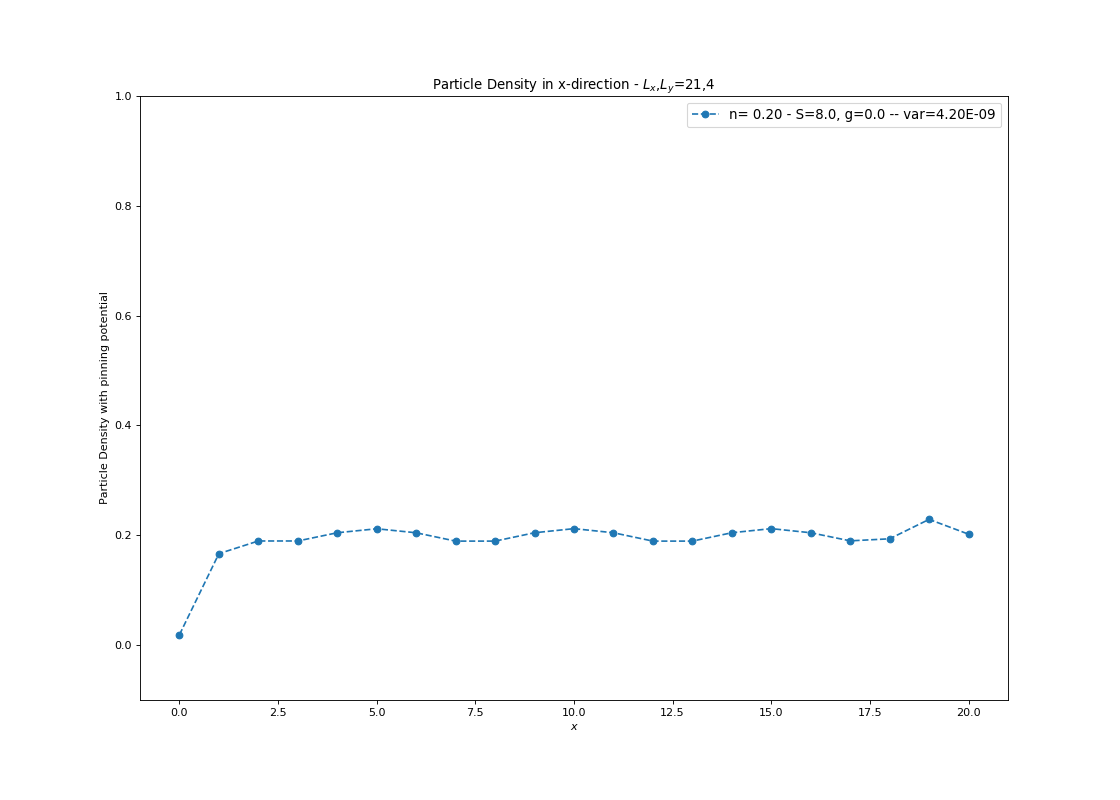 Particle Density in x-direction - Lₓ,Lᵧ=21,4
n= 0.20 - S=8.0, g=0.0 -- var=4.20E-09
Particle Density with pinning potential
1.0
0.8
0.6
0.4
0.2
0.0
0.0 2.5 5.0 7.5 10.0 12.5 15.0 17.5 20.0
x